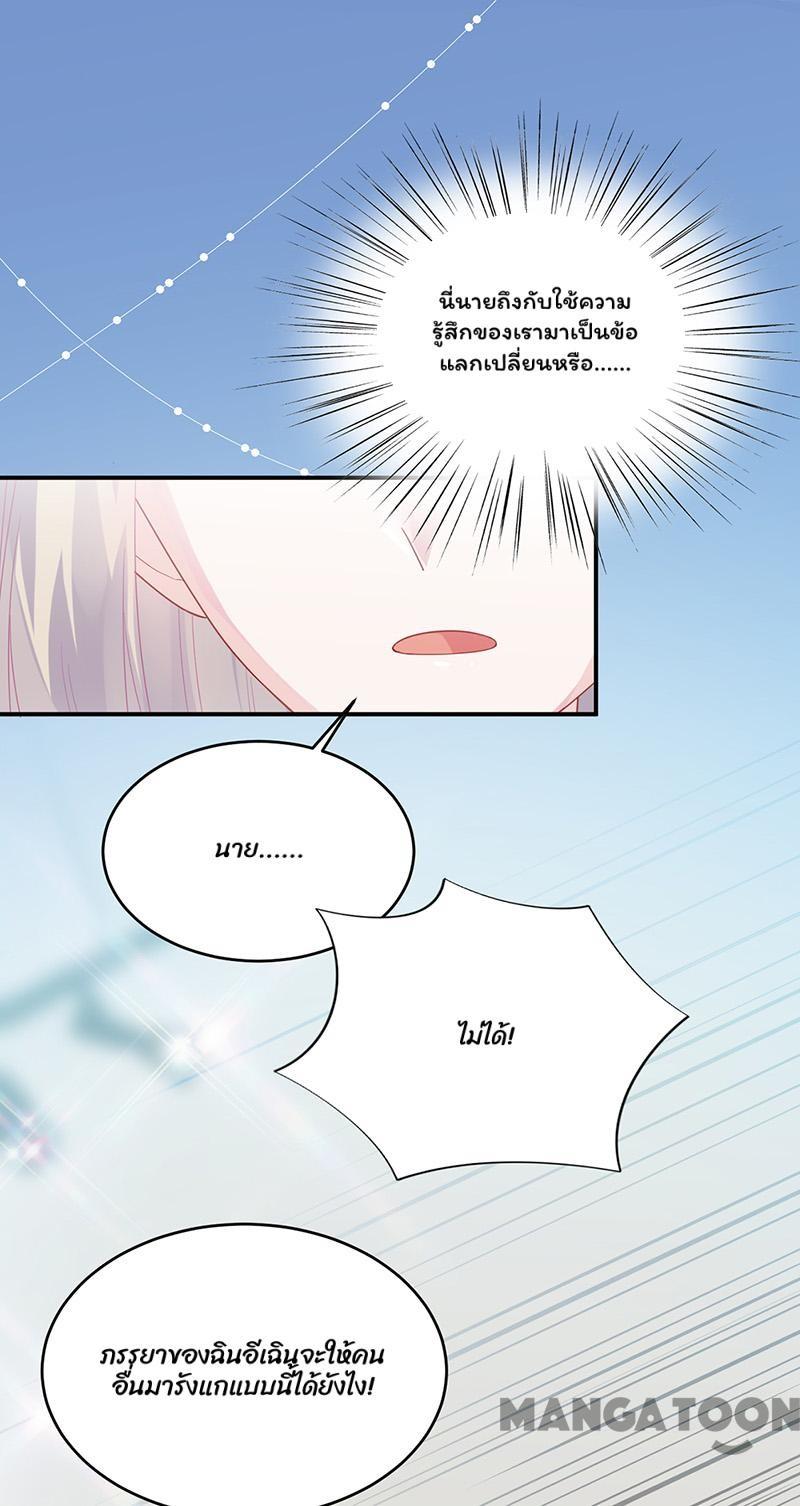 นี่นายถึงกับใช้ความ
รู้สึกของเรามาเป็นข้อ
แลกเปลี่ยนหรือ......
นาย......
ไม่ได้!
ภรรยาของฉินอีเฉินจะให้คน
อื่นมารังแกแบบนี้ได้ยังไง!
MANGATOON